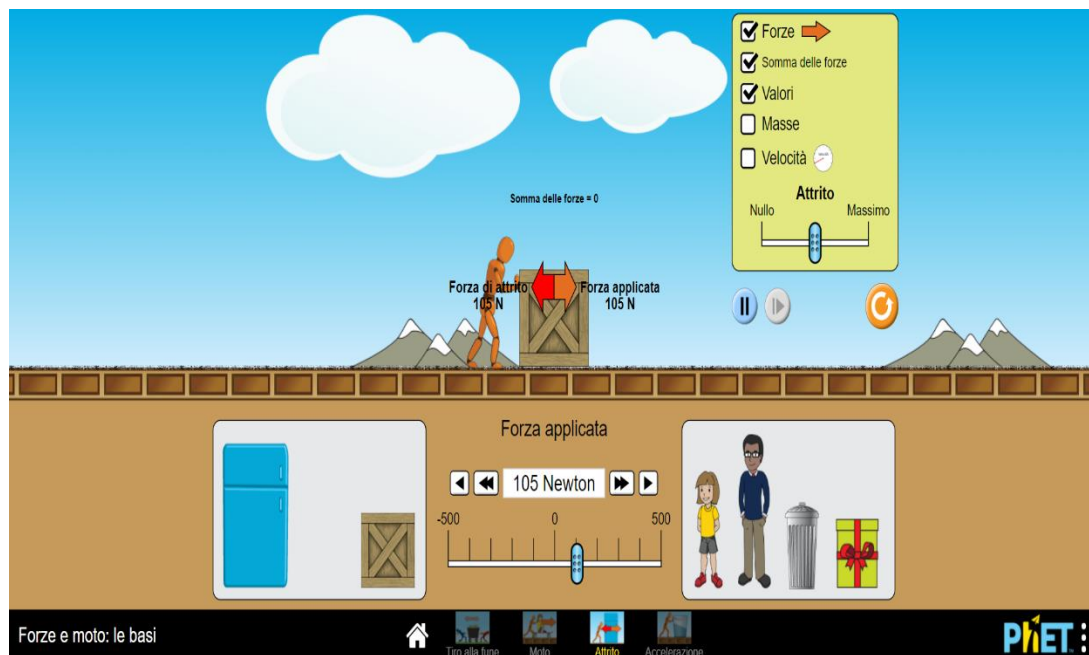 Forze
Somma delle forze
Valori
Masse
Velocità
Attrito
Nullo Massimo
Somma delle forze = 0
Forza di attrito
105 N
Forza applicata
105 N
Forza applicata
105 Newton
-500 0 500
Forze e moto: le basi
Tiro alla fune
Moto
Attrito
Accelerazione
PhET